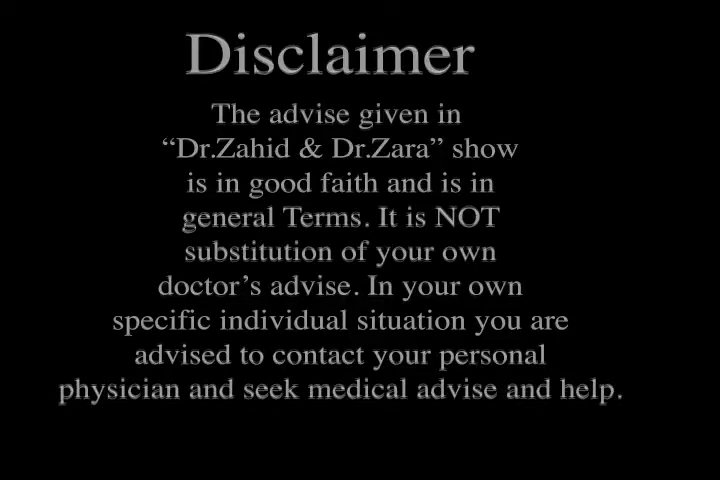 Disclaimer
The advise given in
“Dr.Zahid & Dr.Zara” show
is in good faith and is in
general Terms. It is NOT
substitution of your own
doctor’s advise. In your own
specific individual situation you are
advised to contact your personal
physician and seek medical advise and help.